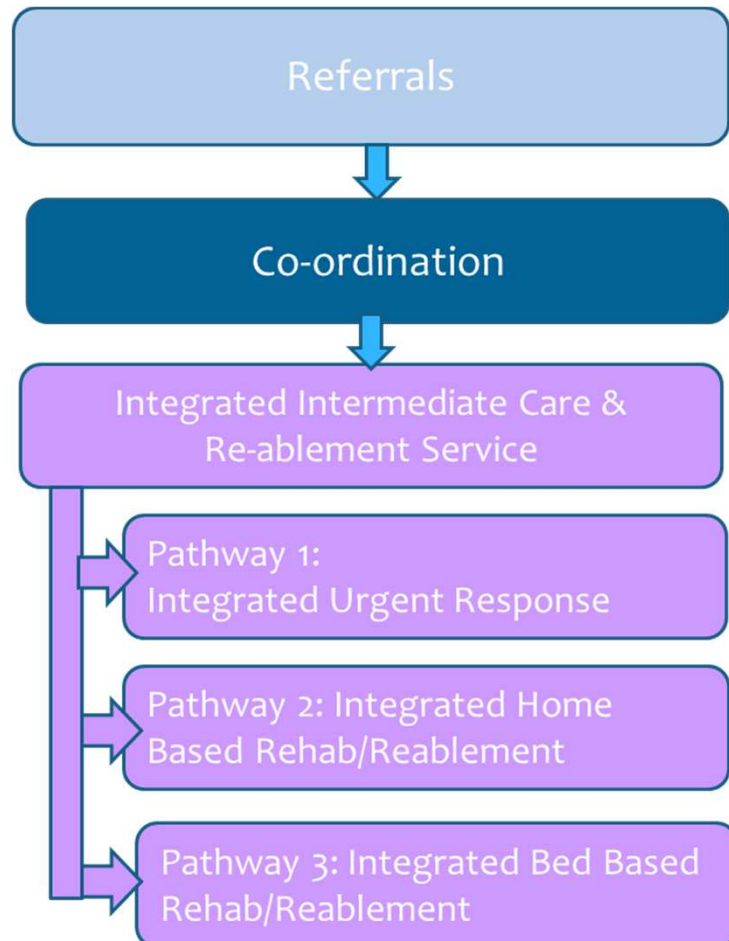 Referrals
Co-ordination
Integrated Intermediate Care &
Re-ablement Service
Pathway 1:
Integrated Urgent Response
Pathway 2: Integrated Home
Based Rehab/Reablement
Pathway 3: Integrated Bed Based
Rehab/Reablement